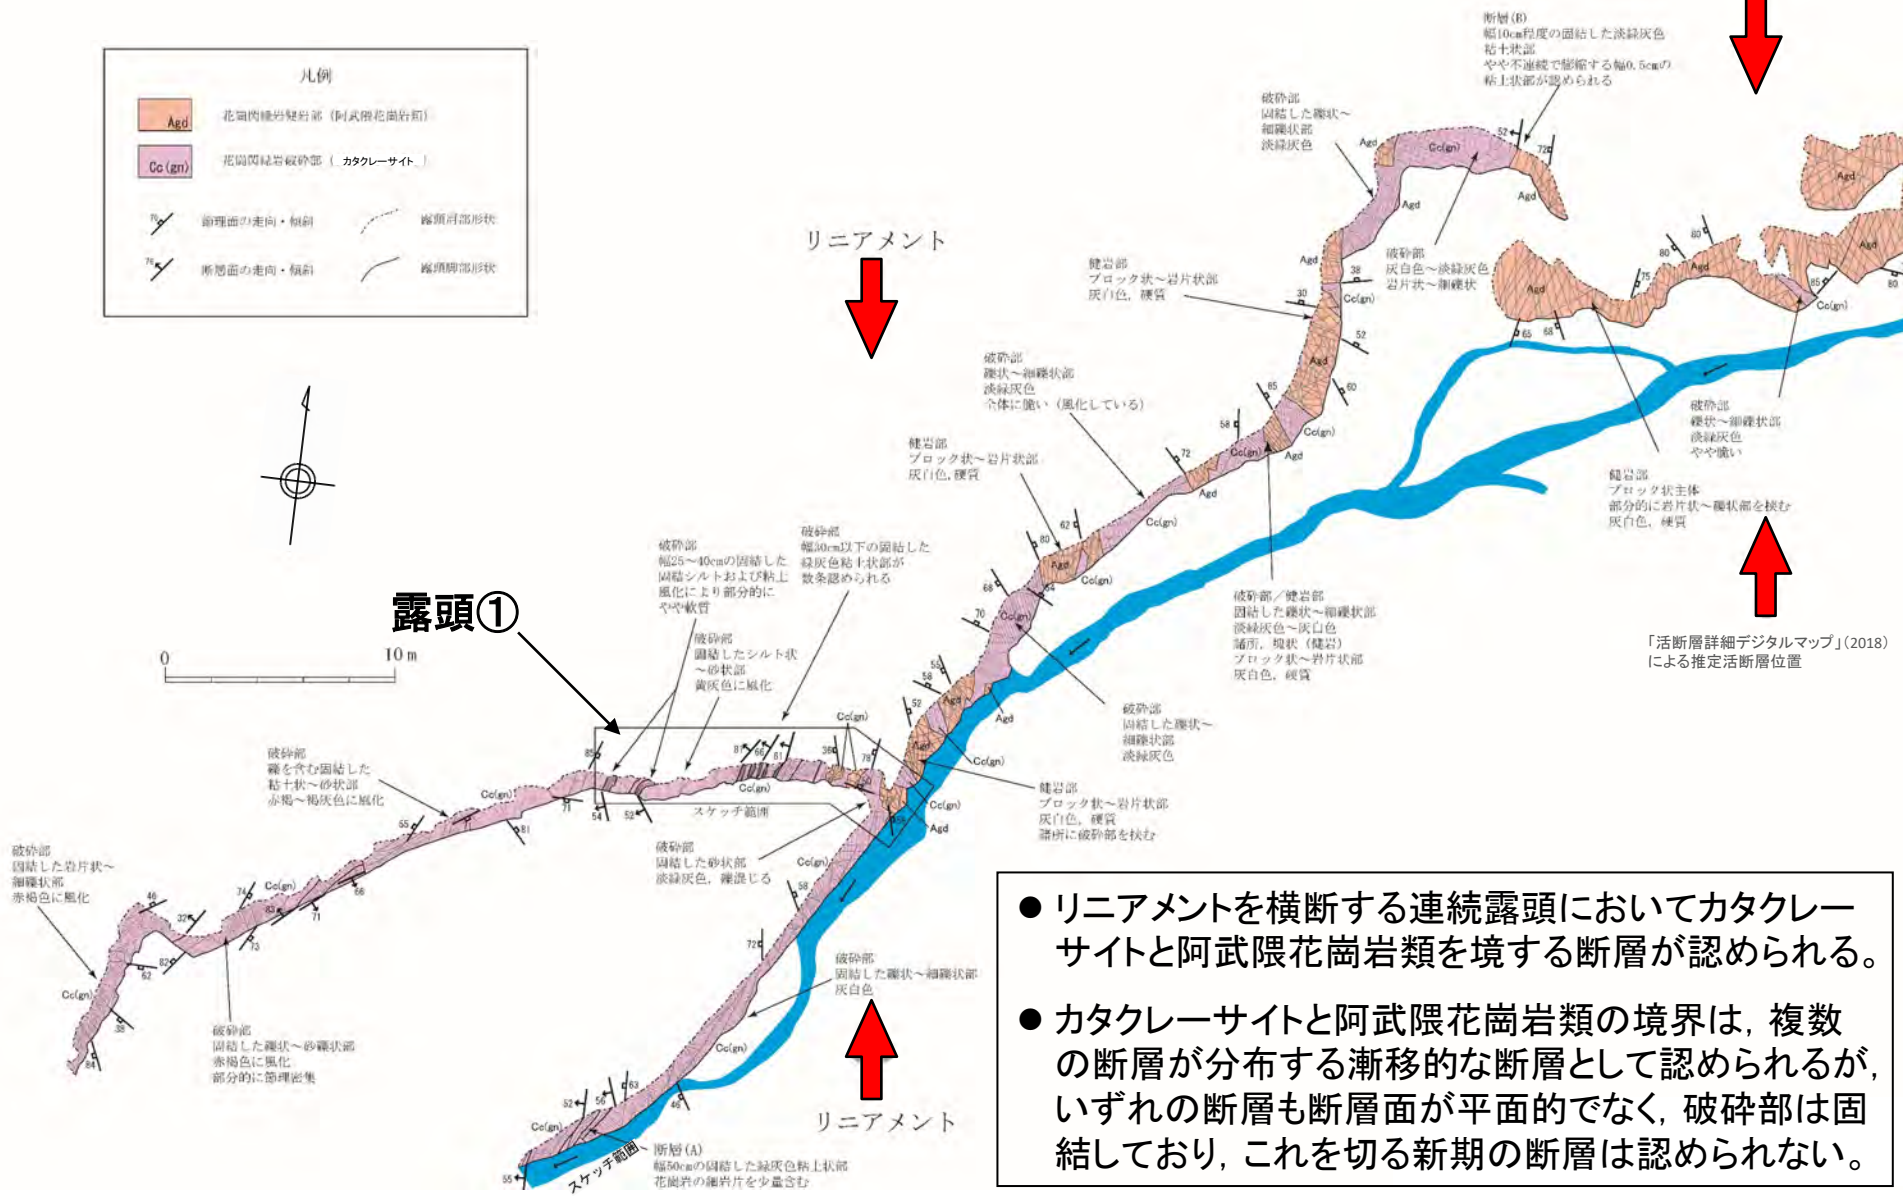 凡例
Agd
花崗閃緑岩健岩部（阿武隈花崗岩類）
Cc(gn)
花崗閃緑岩破砕部（カタクレーサイト）
節理面の走向・傾斜
露頭肩部形状
断層面の走向・傾斜
露頭脚部形状
断層(B)
幅10cm程度の固結した淡緑灰色
粘土状部
やや不連続で膨縮する幅0.5cmの
粘土状部が認められる
破砕部
固結した礫状～
細礫状部
淡緑灰色
破砕部
灰白色～淡緑灰色
岩片状～細礫状
リニアメント
健岩部
ブロック状～岩片状部
灰白色，硬質
破砕部
礫状～細礫状部
淡緑灰色
全体に脆い（風化している）
健岩部
ブロック状～岩片状部
灰白色，硬質
破砕部
礫状～細礫状部
淡緑灰色
やや脆い
健岩部
ブロック状主体
部分的に岩片状～礫状部を挟む
灰白色，硬質
破砕部
幅25～40cmの固結した
固結シルトおよび粘土
風化により部分的に
やや軟質
破砕部
幅30cm以下の固結した
緑灰色粘土状部が
数条認められる
露頭①
0 10 m
破砕部
固結したシルト状
～砂状部
黄灰色に風化
破砕部／健岩部
固結した礫状～細礫状部
淡緑灰色～灰白色
諸所，塊状（健岩）
ブロック状～岩片状部
灰白色，硬質
「活断層詳細デジタルマップ」(2018)
による推定活断層位置
破砕部
固結した礫状～
細礫状部
淡緑灰色
破砕部
礫を含む固結した
粘土状～砂状部
赤褐～褐灰色に風化
スケッチ範囲
健岩部
ブロック状～岩片状部
灰白色，硬質
諸所に破砕部を挟む
破砕部
固結した砂状部
淡緑灰色，礫混じる
破砕部
固結した岩片状～
細礫状部
赤褐色に風化
破砕部
固結した礫状～砂礫状部
赤褐色に風化
部分的に節理密集
破砕部
固結した礫状～細礫状部
灰白色
リニアメント
断層(A)
幅50cmの固結した緑灰色粘土状部
花崗岩の細岩片を少量含む
スケッチ範囲
● リニアメントを横断する連続露頭においてカタクレー
サイトと阿武隈花崗岩類を境する断層が認められる。
● カタクレーサイトと阿武隈花崗岩類の境界は，複数
の断層が分布する漸移的な断層として認められるが，
いずれの断層も断層面が平面的でなく，破砕部は固
結しており，これを切る新期の断層は認められない。